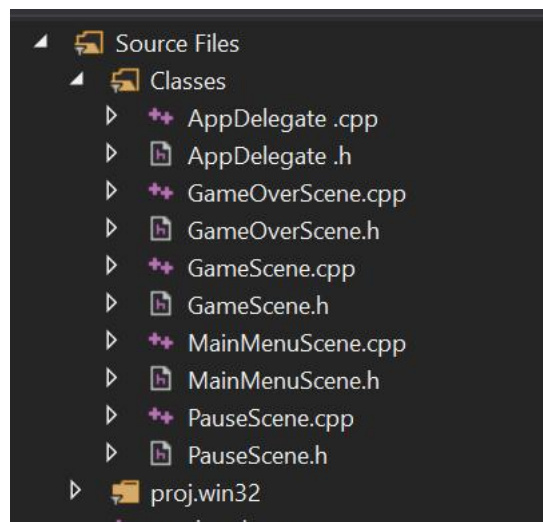 Source Files
Classes
AppDelegate .cpp
AppDelegate .h
GameOverScene.cpp
GameOverScene.h
GameScene.cpp
GameScene.h
MainMenuScene.cpp
MainMenuScene.h
PauseScene.cpp
PauseScene.h
proj.win32